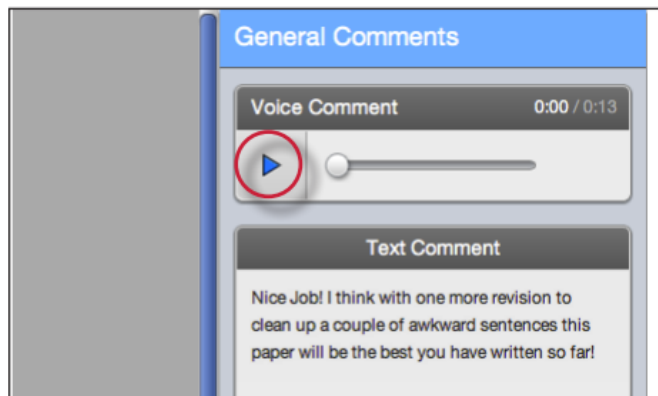 General Comments
Voice Comment 0:00 / 0:13
Text Comment
Nice Job! I think with one more revision to
clean up a couple of awkward sentences this
paper will be the best you have written so far!